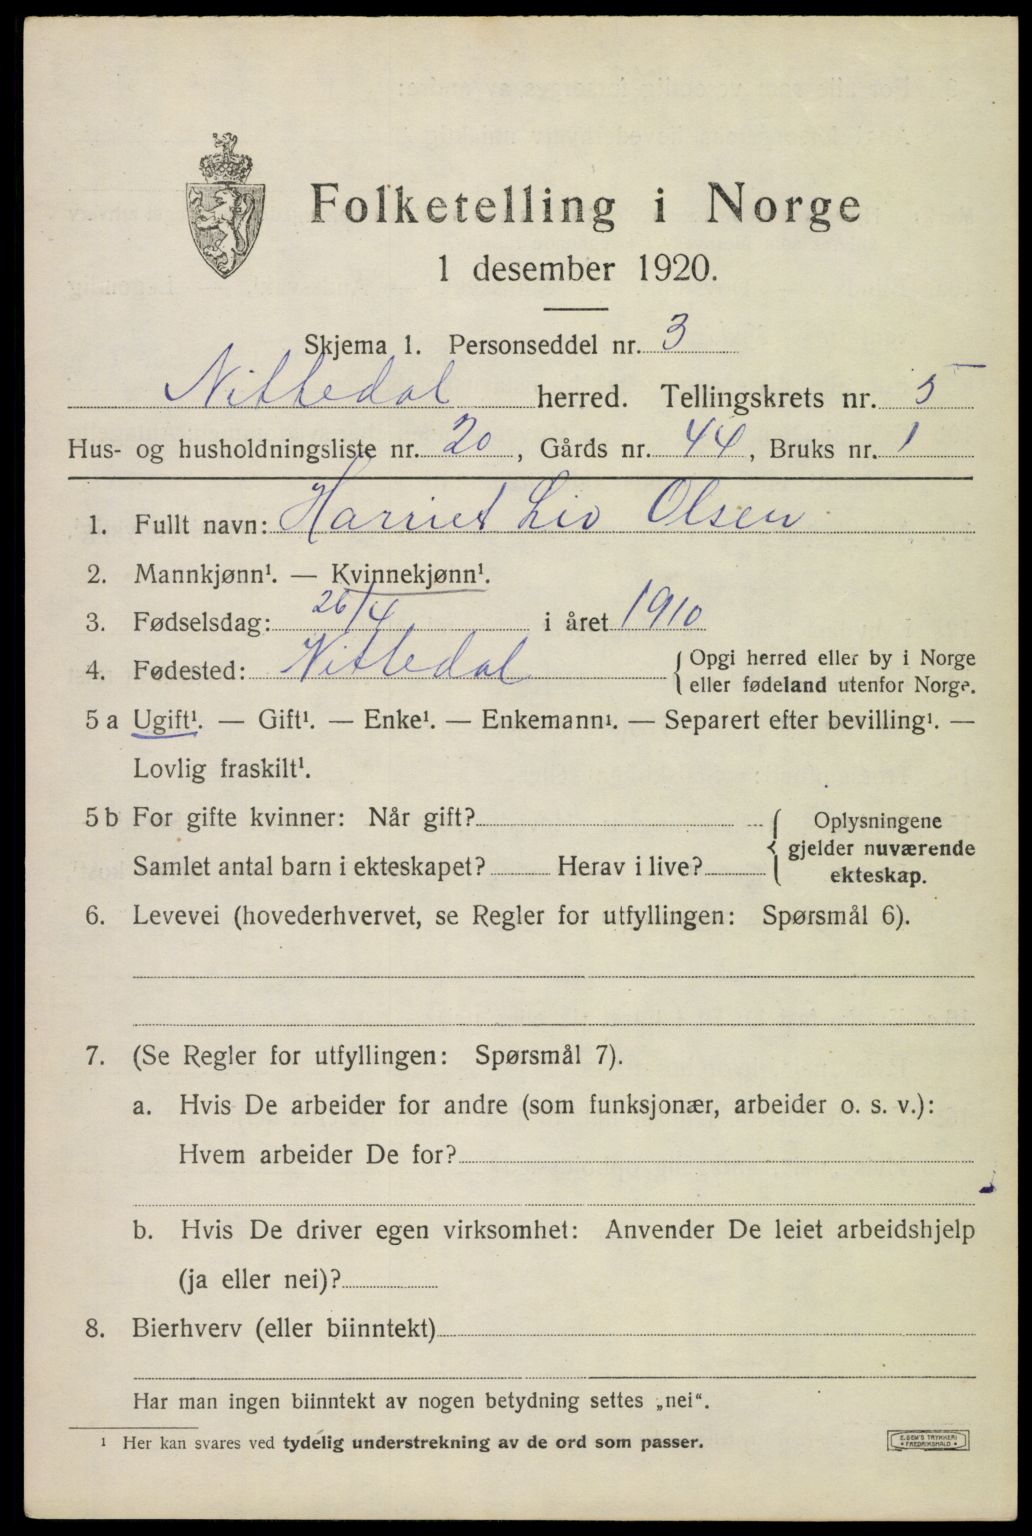 Folketelling i Norge
1 desember 1920.
Skjema 1. Personseddel nr. 3
Nittedal herred. Tellingskrets nr. 5
Hus- og husholdningsliste nr. 20, Gårds nr. 44, Bruks nr. 1
1. Fullt navn: Harriet Liv Olsen
2. Mannkjønn¹. — Kvinnekjønn¹.
3. Fødselsdag: 26/4 i året 1910
4. Fødested: Nittedal { Opgi herred eller by i Norge
eller fødeland utenfor Norge.
5 a Ugift¹. — Gift¹. — Enke¹. — Enkemann¹. — Separert efter bevilling¹. —
Lovlig fraskilt¹.
5 b For gifte kvinner: Når gift? { Oplysningene
gjelder nuværende
Samlet antal barn i ekteskapet? Herav i live?
ekteskap.
6. Levevei (hovederhvervet, se Regler for utfyllingen: Spørsmål 6).
7. (Se Regler for utfyllingen: Spørsmål 7).
a. Hvis De arbeider for andre (som funksjonær, arbeider o. s. v.):
Hvem arbeider De for?
b. Hvis De driver egen virksomhet: Anvender De leiet arbeidshjelp
(ja eller nei)?
8. Bierhverv (eller biinntekt)
Har man ingen biinntekt av nogen betydning settes „nei“.
¹ Her kan svares ved tydelig understrekning av de ord som passer.
E. SEM'S TRYKKERI
• FREDRIKSHALD •